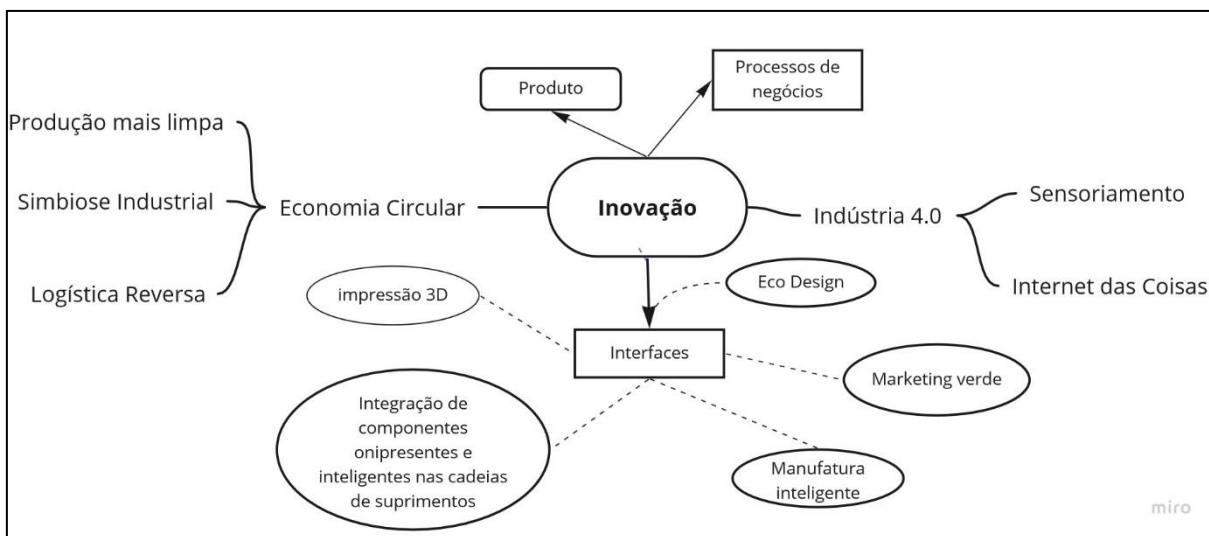 Produto
Processos de
negócios
Produção mais limpa
Simbiose Industrial
Logística Reversa
Economia Circular
Inovação
Indústria 4.0
Sensoriamento
Internet das Coisas
impressão 3D
Eco Design
Interfaces
Marketing verde
Integração de
componentes
onipresentes e
inteligentes nas cadeias
de suprimentos
Manufatura
inteligente
miro